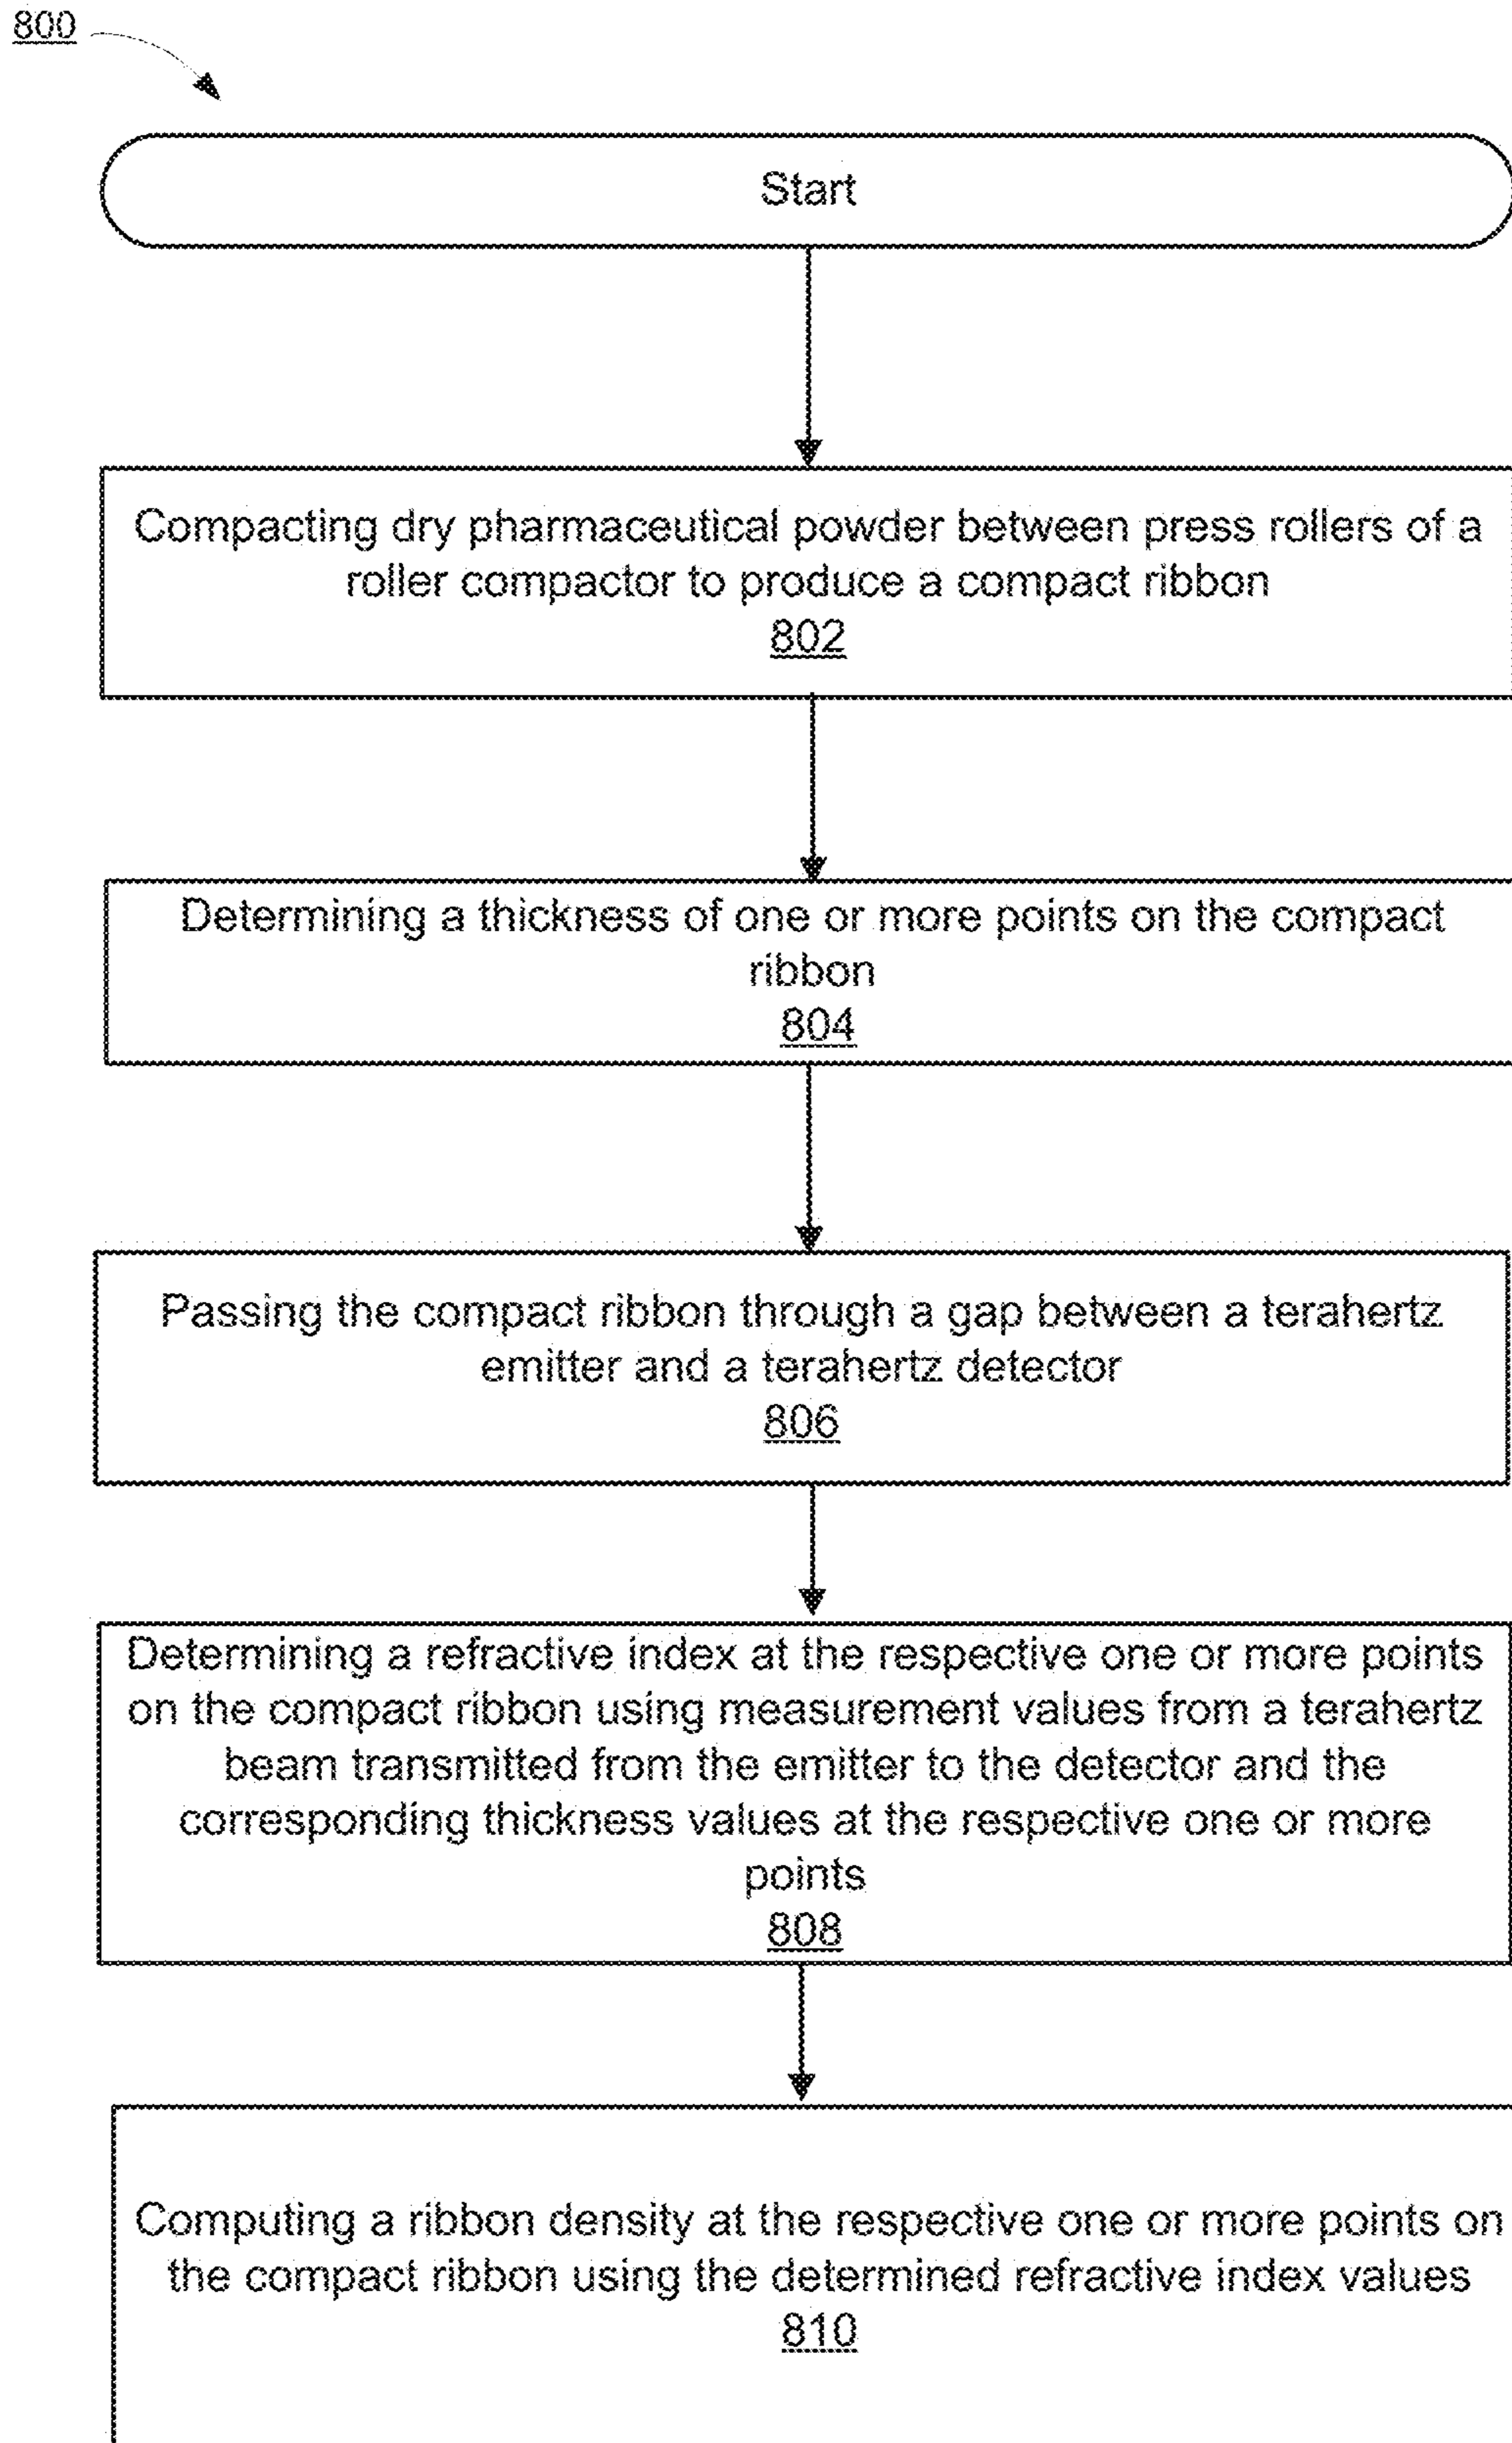 800
Start
Compacting dry pharmaceutical powder between press rollers of a
roller compactor to produce a compact ribbon
802
Determining a thickness of one or more points on the compact
ribbon
804
Passing the compact ribbon through a gap between a terahertz
emitter and a terahertz detector
806
Determining a refractive index at the respective one or more points
on the compact ribbon using measurement values from a terahertz
beam transmitted from the emitter to the detector and the
corresponding thickness values at the respective one or more
points
808
Computing a ribbon density at the respective one or more points on
the compact ribbon using the determined refractive index values
810